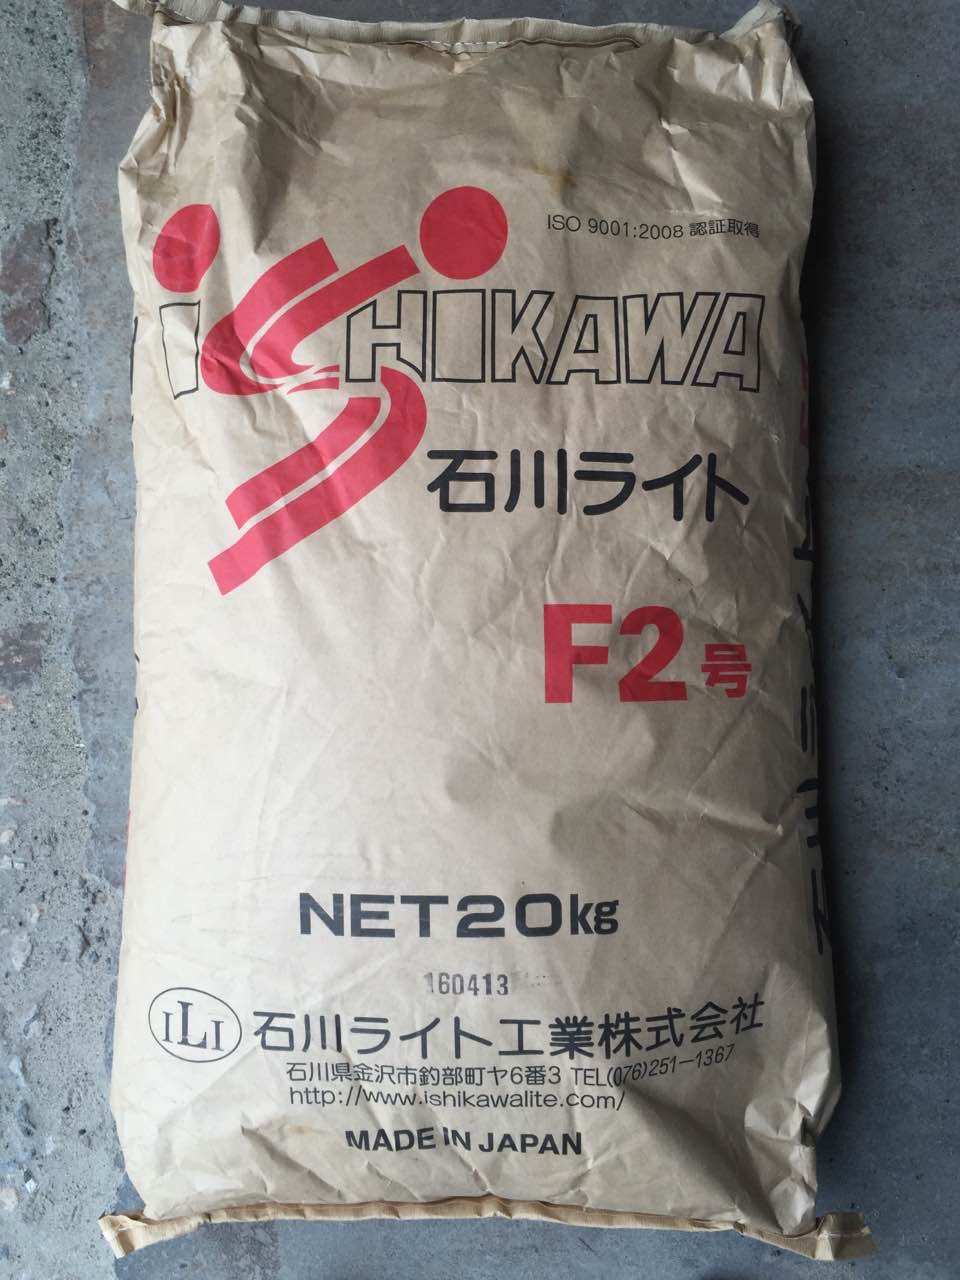 ISO 9001:2008 認証取得
ISHIKAWA
石川ライト
F2号
NET20kg
160413
ILI 石川ライト工業株式会社
石川県金沢市釣部町ヤ6番3 TEL(076)251-1367
http://www.ishikawalite.com/
MADE IN JAPAN